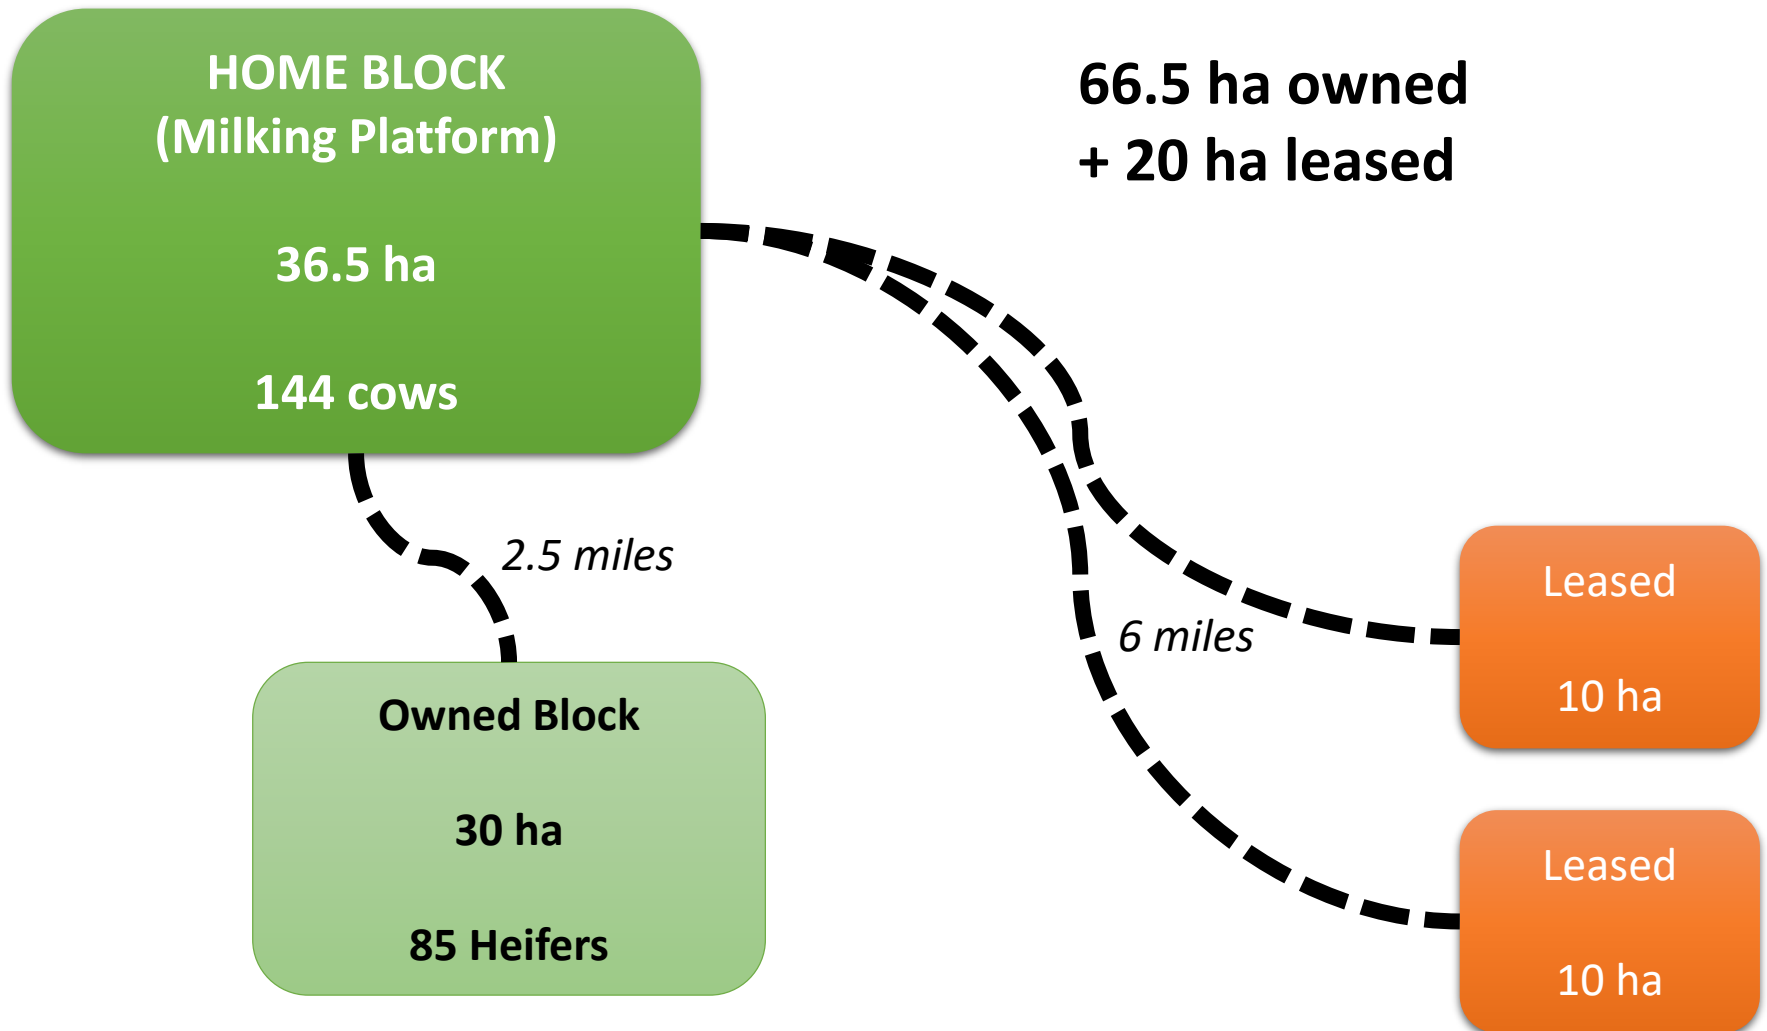 HOME BLOCK
(Milking Platform)
36.5 ha
144 cows
66.5 ha owned
+ 20 ha leased
2.5 miles
6 miles
Owned Block
30 ha
85 Heifers
Leased
10 ha
Leased
10 ha